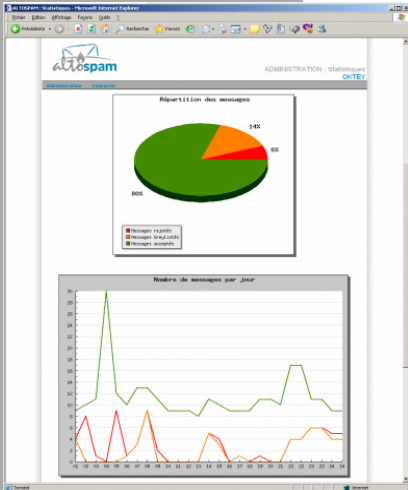 ALTOSPAM: Statistiques - Microsoft Internet Explorer
Fichier Edition Affichage Favoris Outils ?
Précédente Rechercher Favoris
altospam
ADMINISTRATION : Statistiques
OKTEY
Administration Contacter
Répartition des messages
14%
6%
80%
Messages rejetés
Messages Greylistés
Messages acceptés
Nombre de messages par jour
30
28
26
24
22
20
18
16
14
12
10
8
6
4
2
0
01 02 03 04 05 06 07 08 09 10 11 12 13 14 15 16 17 18 19 20 21 22 23 24
Terminé Internet